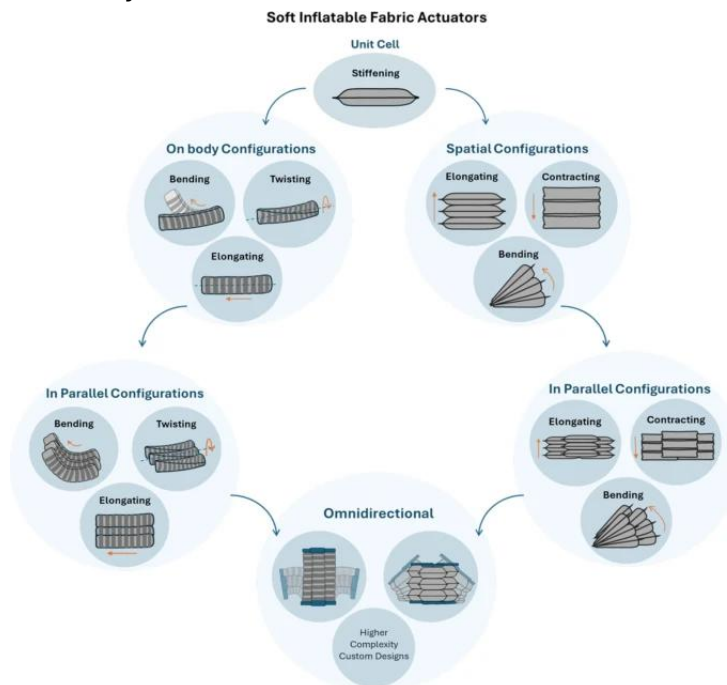 Soft Inflatable Fabric Actuators
Unit Cell
Stiffening
On body Configurations
Bending
Twisting
Elongating
Spatial Configurations
Elongating
Contracting
Bending
In Parallel Configurations
Bending
Twisting
Elongating
In Parallel Configurations
Elongating
Contracting
Bending
Omnidirectional
Higher
Complexity
Custom Designs